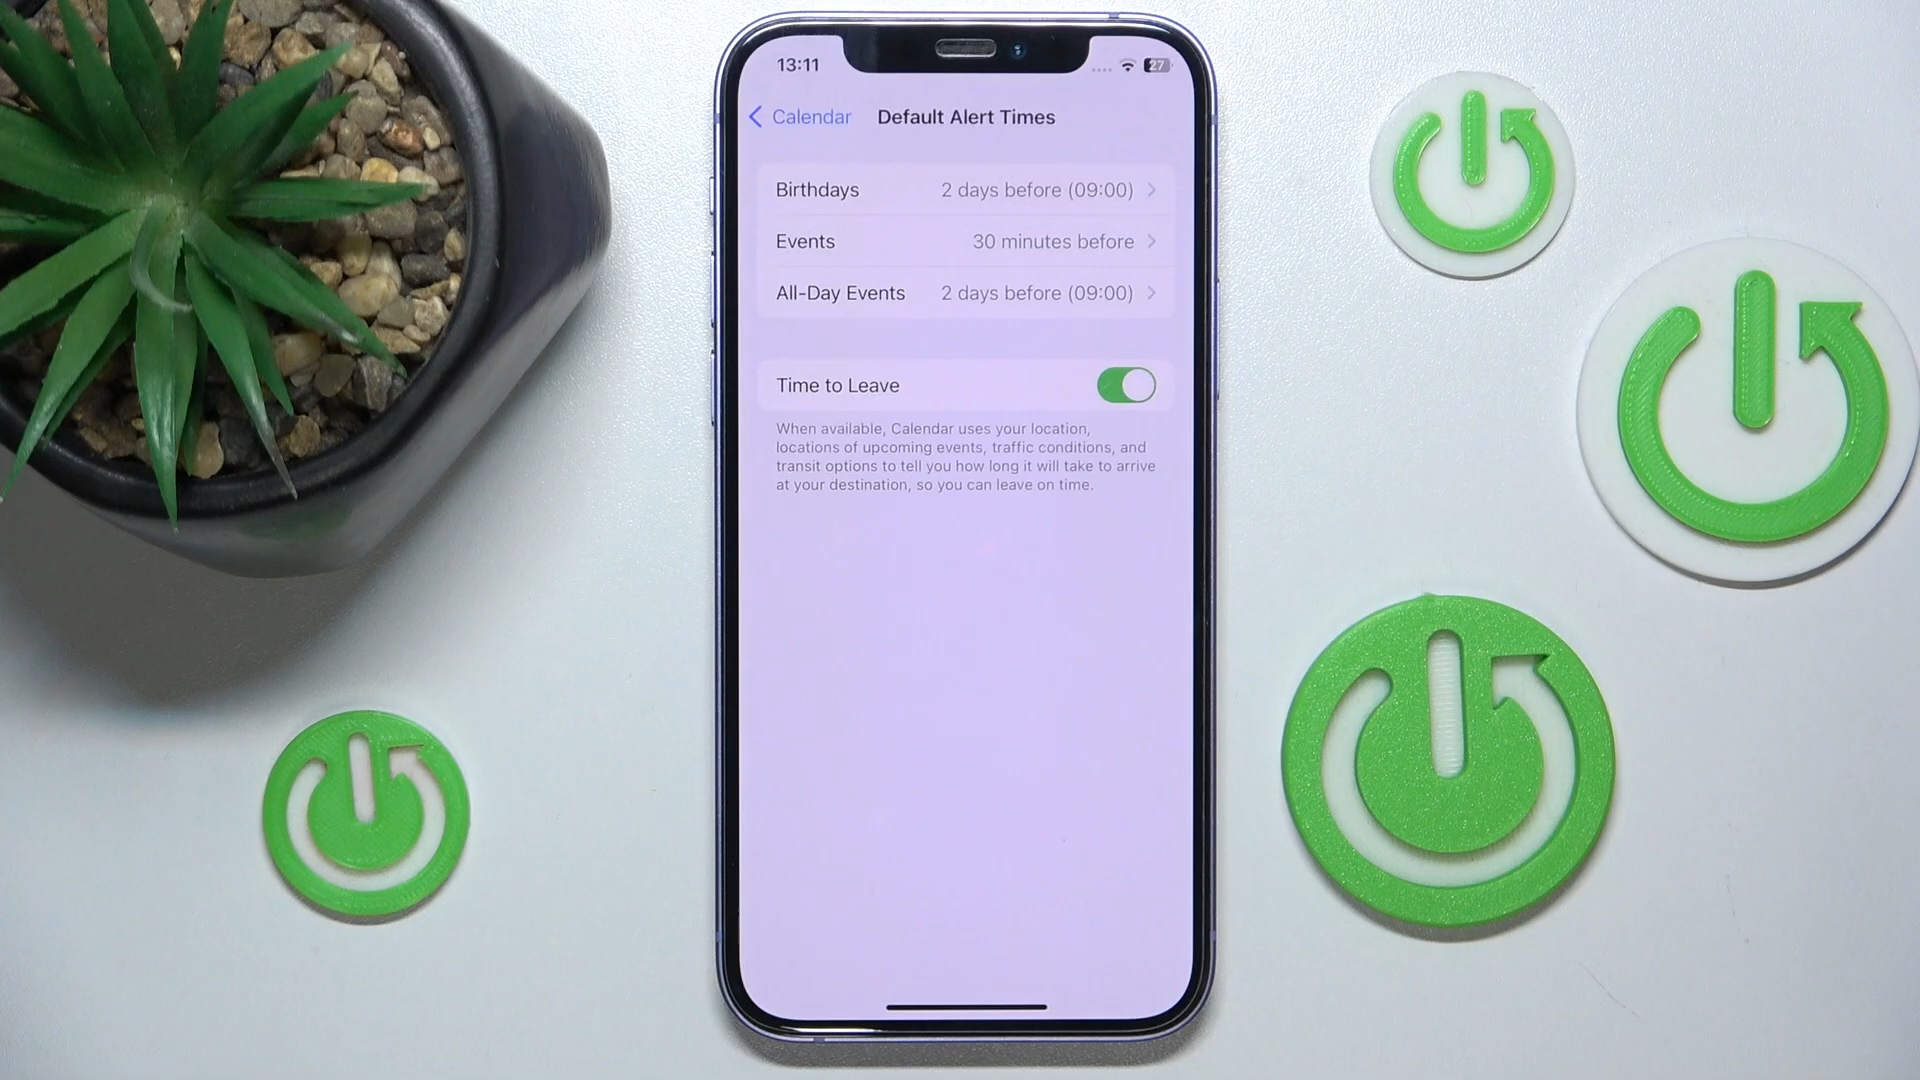 13:11
27
Calendar
Default Alert Times
Birthdays 2 days before (09:00)
Events 30 minutes before
All-Day Events 2 days before (09:00)
Time to Leave
When available, Calendar uses your location,
locations of upcoming events, traffic conditions, and
transit options to tell you how long it will take to arrive
at your destination, so you can leave on time.